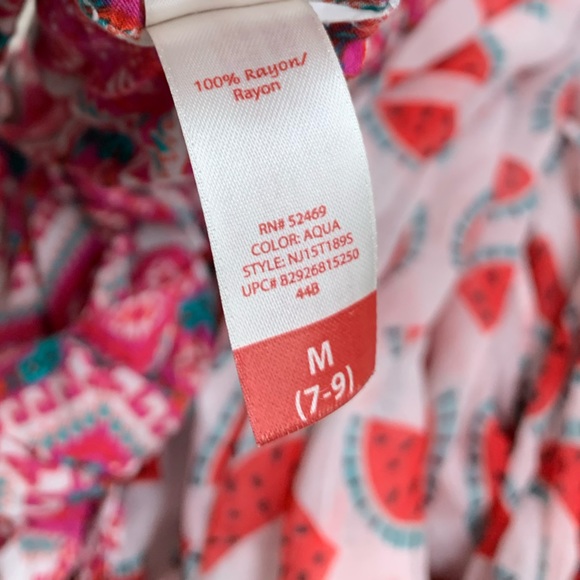 100% Rayon/
Rayon
RN# 52469
COLOR: AQUA
STYLE: NJ15T189S
UPC# 82926815250
44B
M
(7-9)